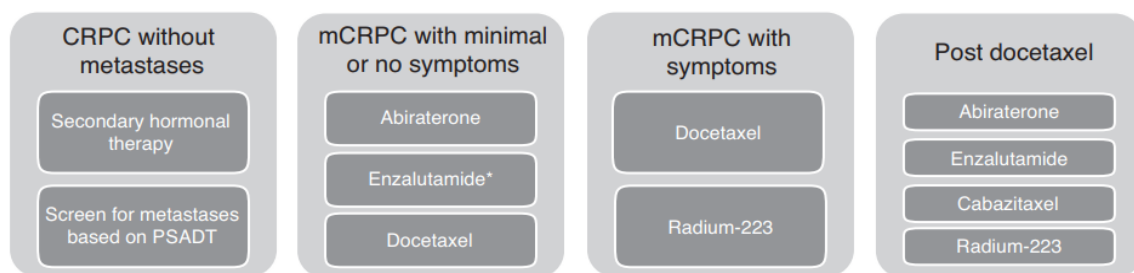 CRPC without
metastases
Secondary hormonal
therapy
Screen for metastases
based on PSADT
mCRPC with minimal
or no symptoms
Abiraterone
Enzalutamide*
Docetaxel
mCRPC with
symptoms
Docetaxel
Radium-223
Post docetaxel
Abiraterone
Enzalutamide
Cabazitaxel
Radium-223